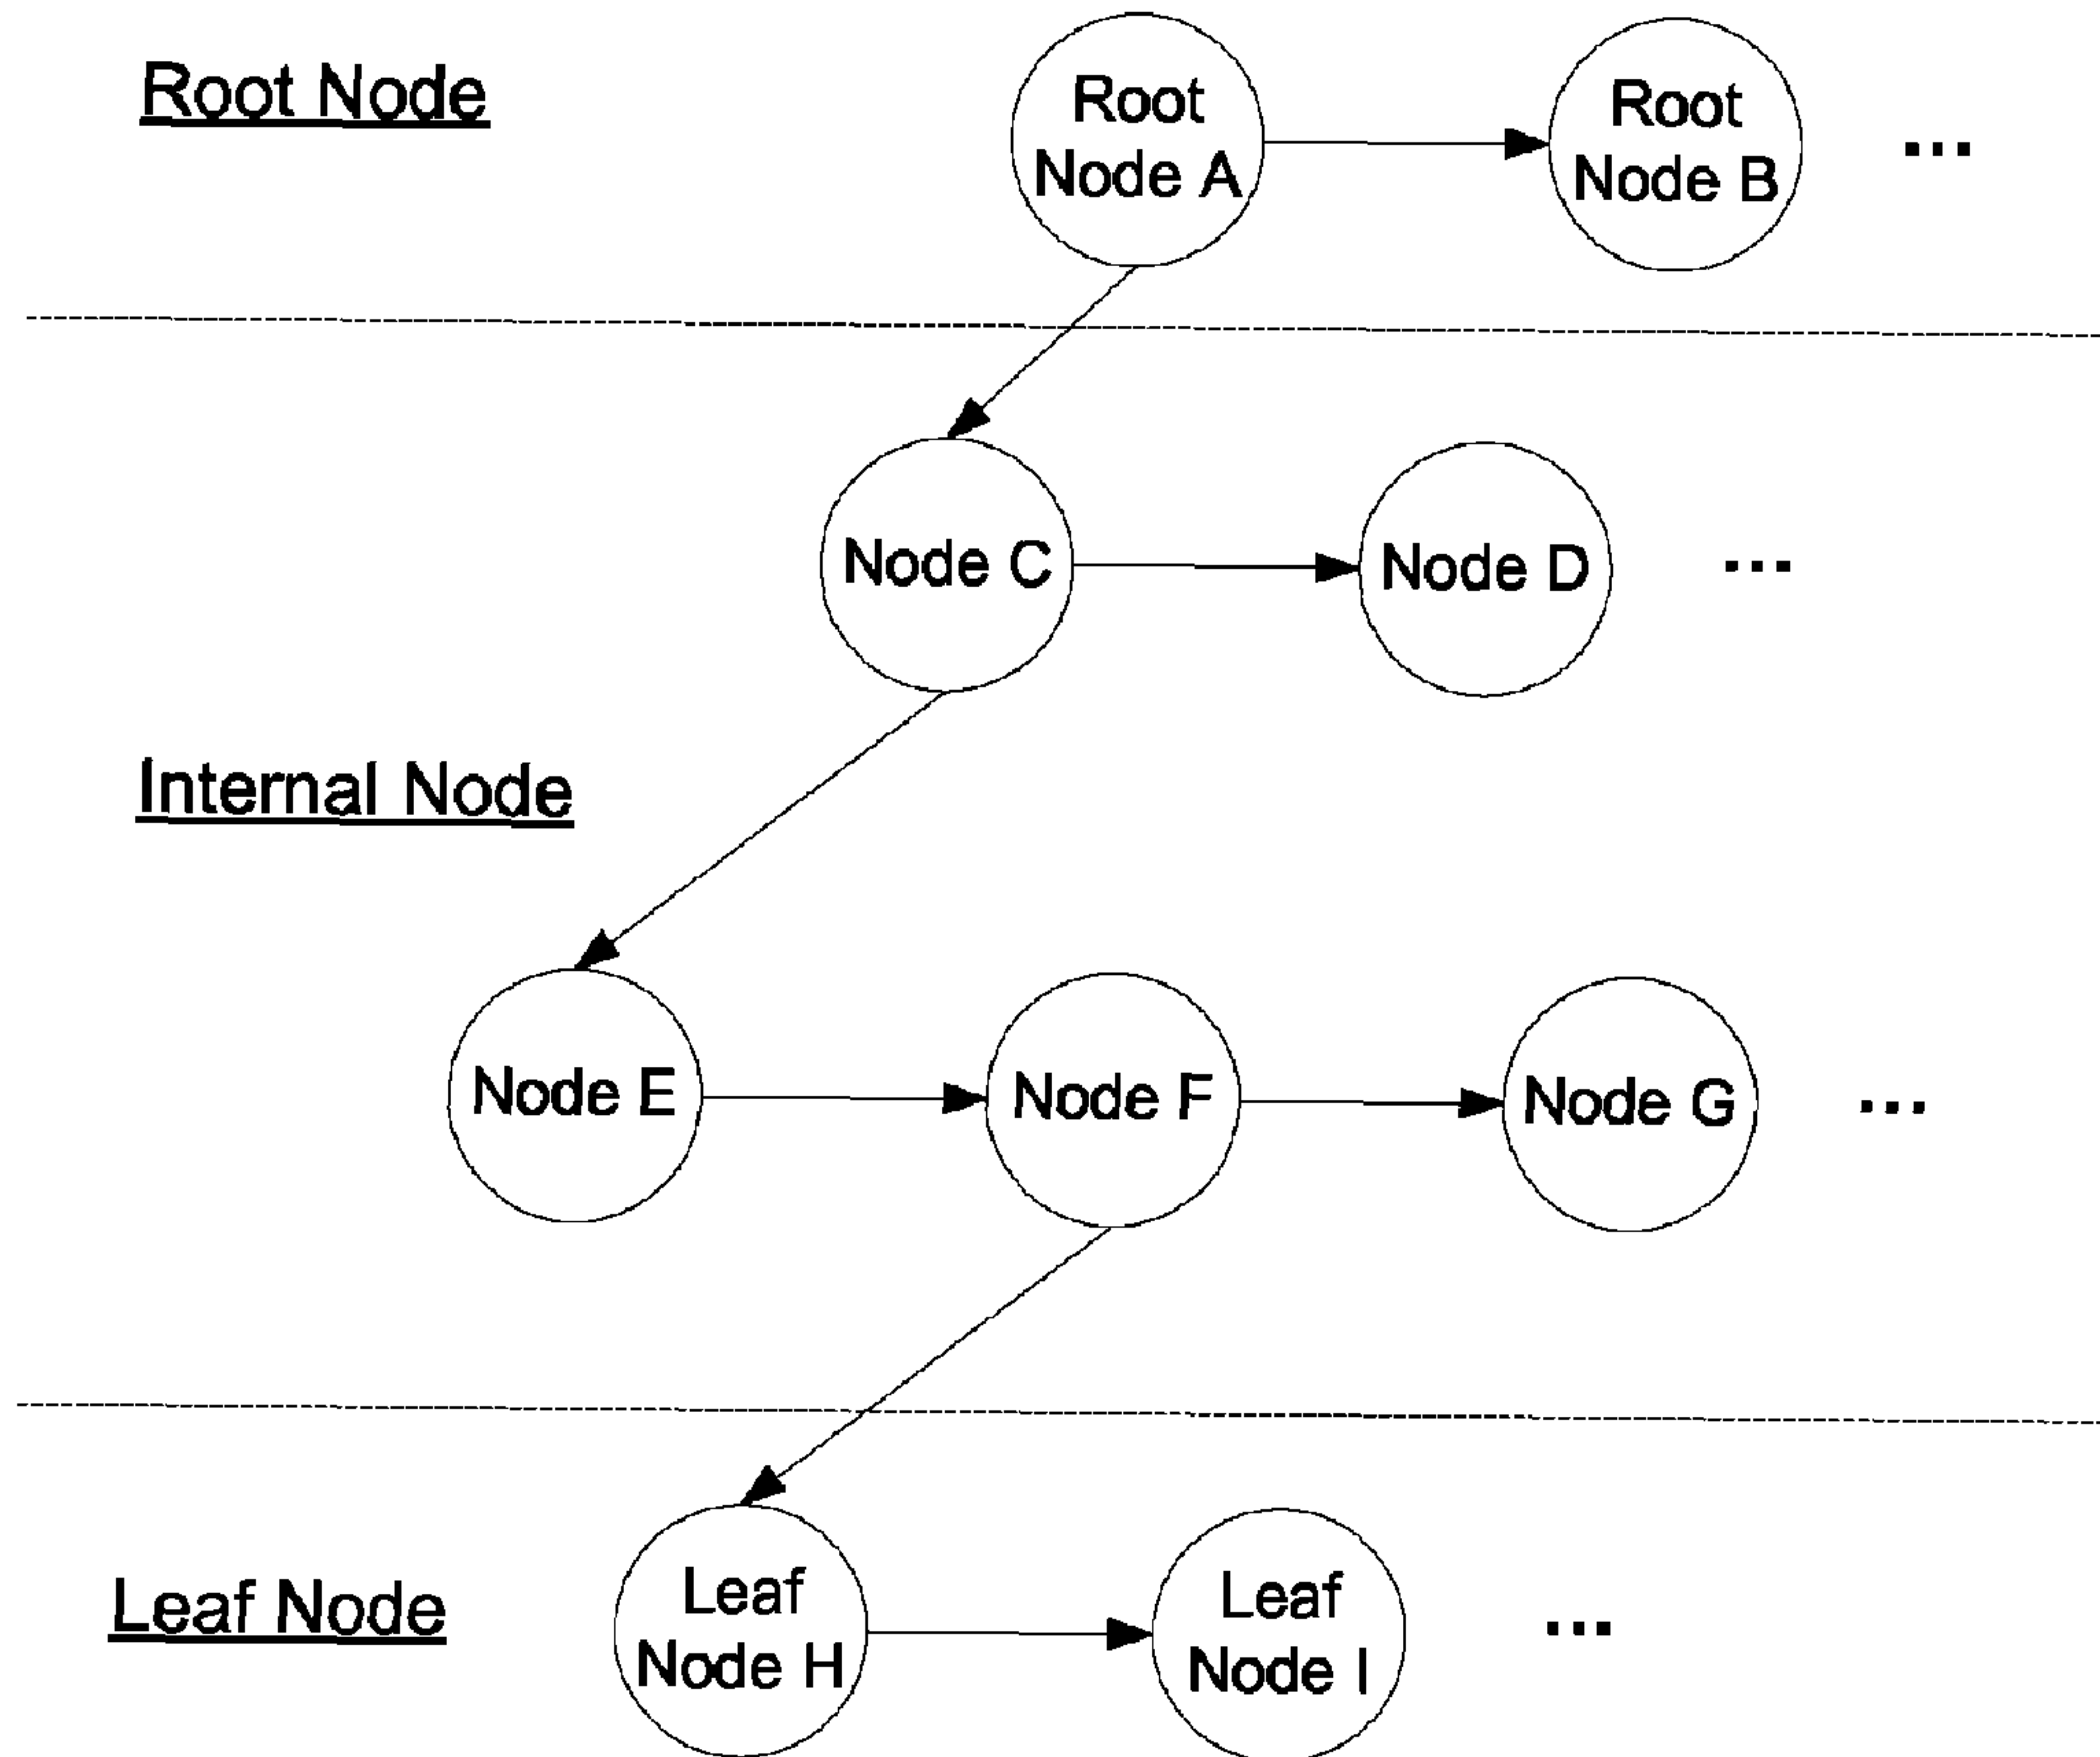 Root Node
Root
Node A
Root
Node B
...
Node C
Node D
...
Internal Node
Node E
Node F
Node G
...
Leaf Node
Leaf
Node H
Leaf
Node I
...